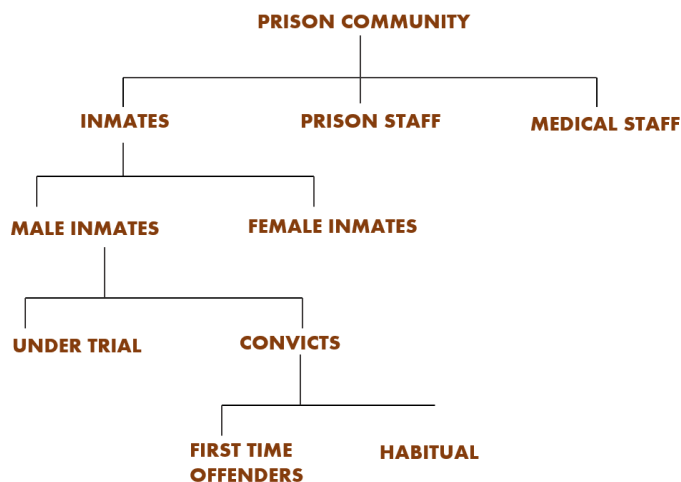 PRISON COMMUNITY
INMATES
PRISON STAFF
MEDICAL STAFF
MALE INMATES
FEMALE INMATES
UNDER TRIAL
CONVICTS
FIRST TIME
OFFENDERS
HABITUAL